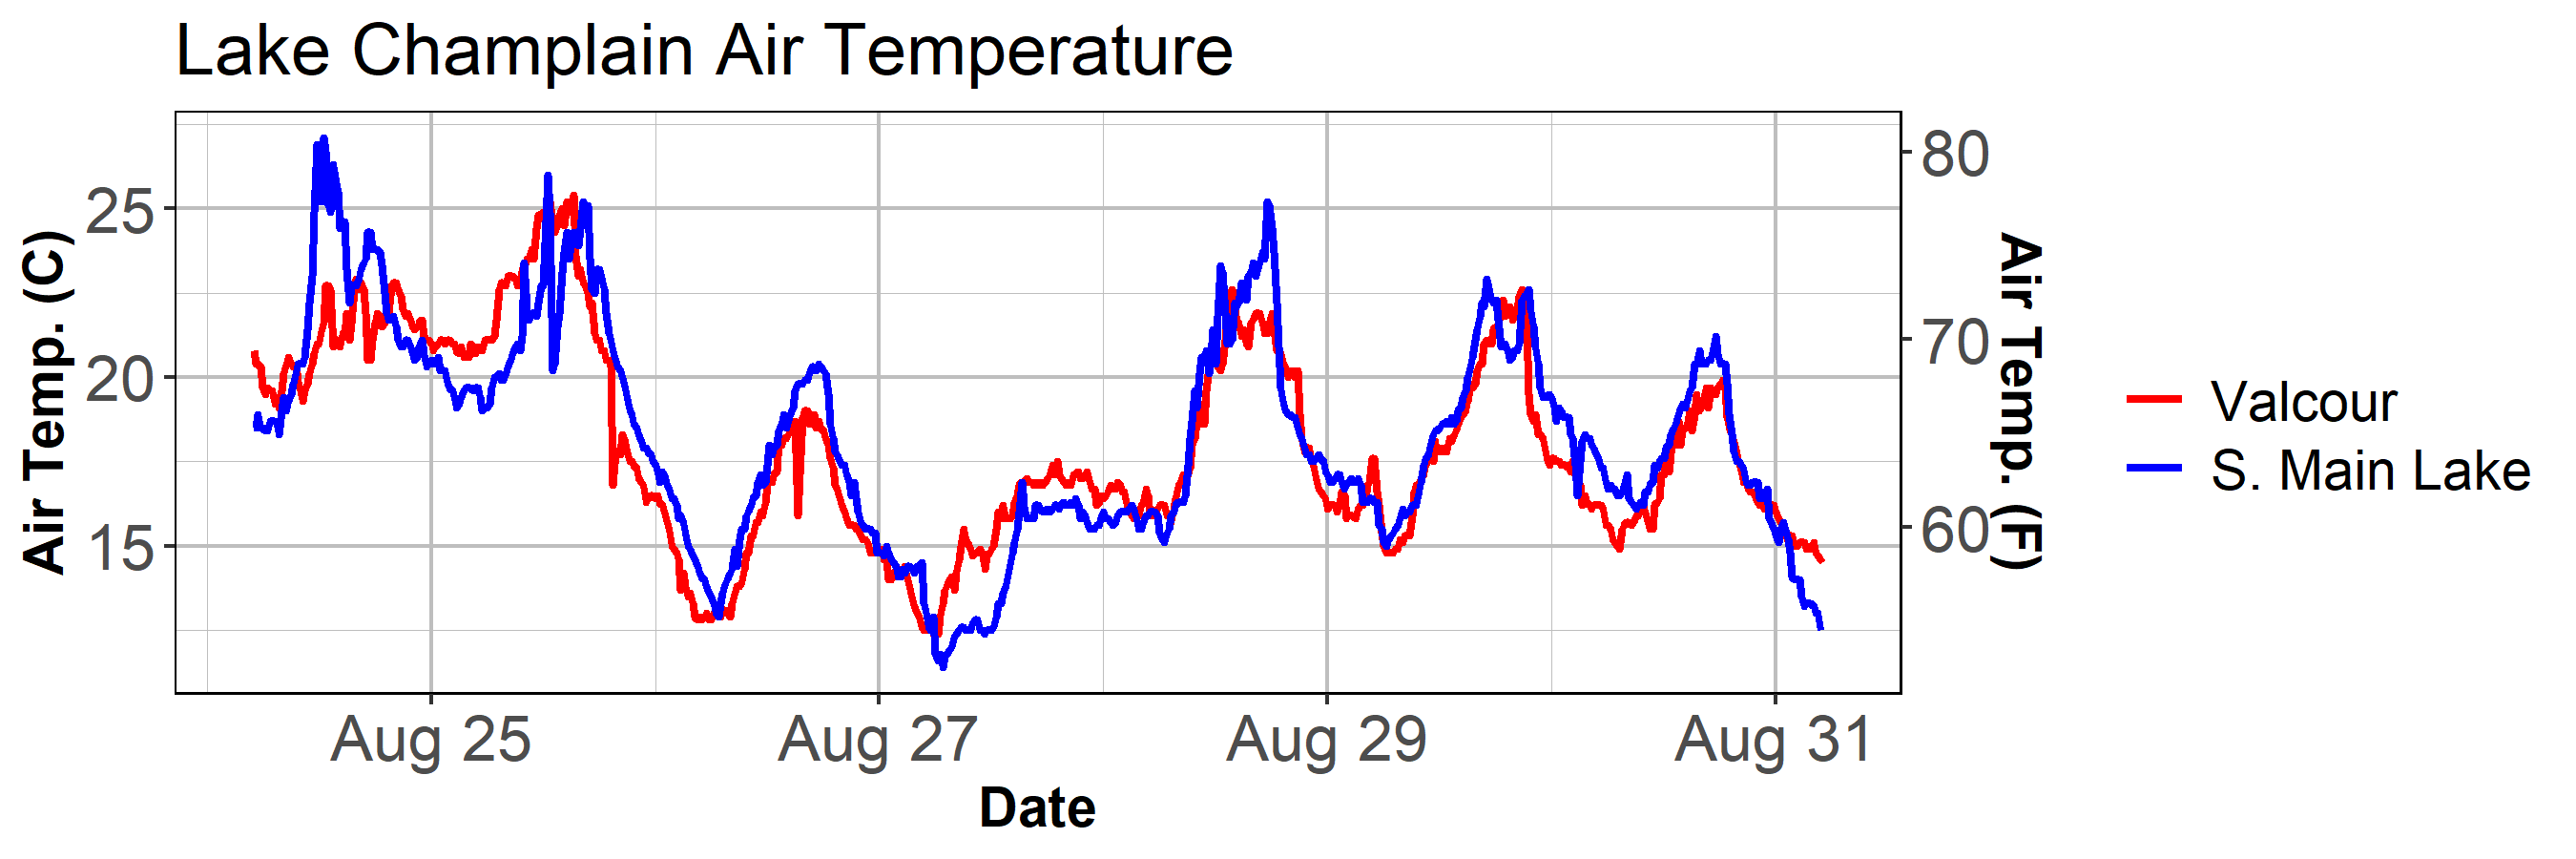 Lake Champlain Air Temperature
Air Temp. (C)
25
20
15
80
70
60
Air Temp. (F)
Aug 25 Aug 27 Aug 29 Aug 31
Date
Valcour
S. Main Lake